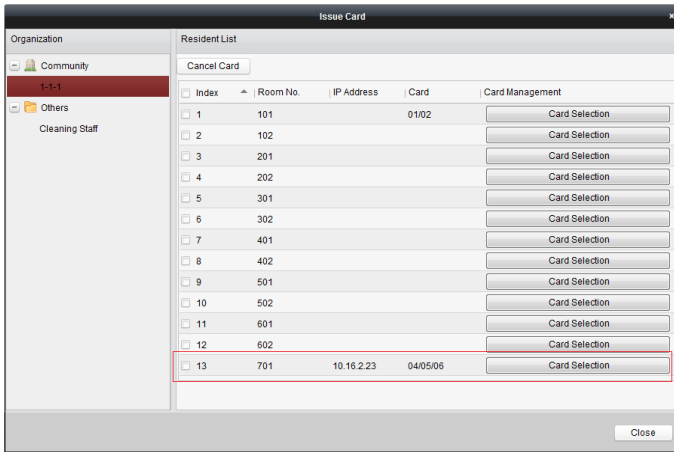 Issue Card
Organization
Resident List
Community
1-1-1
Others
Cleaning Staff
Cancel Card
Index Room No. IP Address Card Card Management
1 101 01/02 Card Selection
2 102 Card Selection
3 201 Card Selection
4 202 Card Selection
5 301 Card Selection
6 302 Card Selection
7 401 Card Selection
8 402 Card Selection
9 501 Card Selection
10 502 Card Selection
11 601 Card Selection
12 602 Card Selection
13 701 10.16.2.23 04/05/06 Card Selection
Close